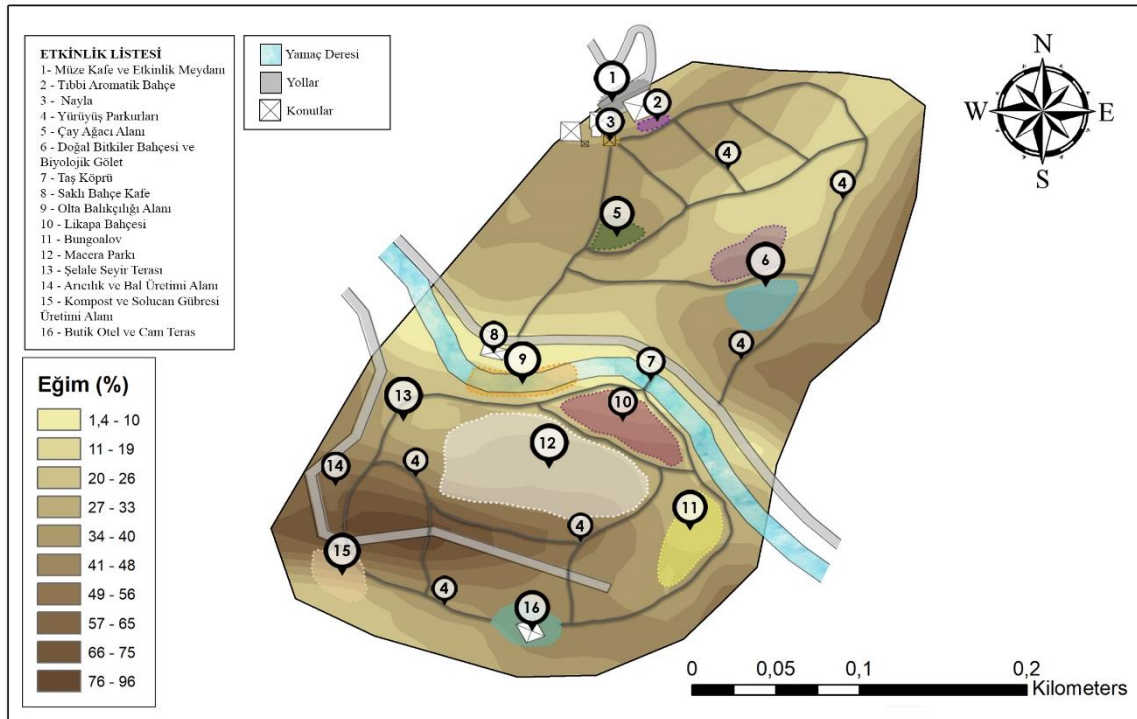 ETKİNLİK LİSTESİ
1- Müze Kafe ve Etkinlik Meydanı
2 - Tıbbi Aromatik Bahçe
3 - Nayla
4 - Yürüyüş Parkurları
5 - Çay Ağacı Alanı
6 - Doğal Bitkiler Bahçesi ve
Biyolojik Gölet
7 - Taş Köprü
8 - Saklı Bahçe Kafe
9 - Olta Balıkçılığı Alanı
10 - Likapa Bahçesi
11 - Bungoalov
12 - Macera Parkı
13 - Şelale Seyir Terası
14 - Arıcılık ve Bal Üretimi Alanı
15 - Kompost ve Solucan Gübresi
Üretimi Alanı
16 - Butik Otel ve Cam Teras
Yamaç Deresi
Yollar
Konutlar
N
W
E
S
1
2
3
4
4
5
6
4
8
7
9
13
10
12
14
4
11
4
15
4
16
Eğim (%)
1,4 - 10
11 - 19
20 - 26
27 - 33
34 - 40
41 - 48
49 - 56
57 - 65
66 - 75
76 - 96
0 0,05 0,1 0,2
Kilometers